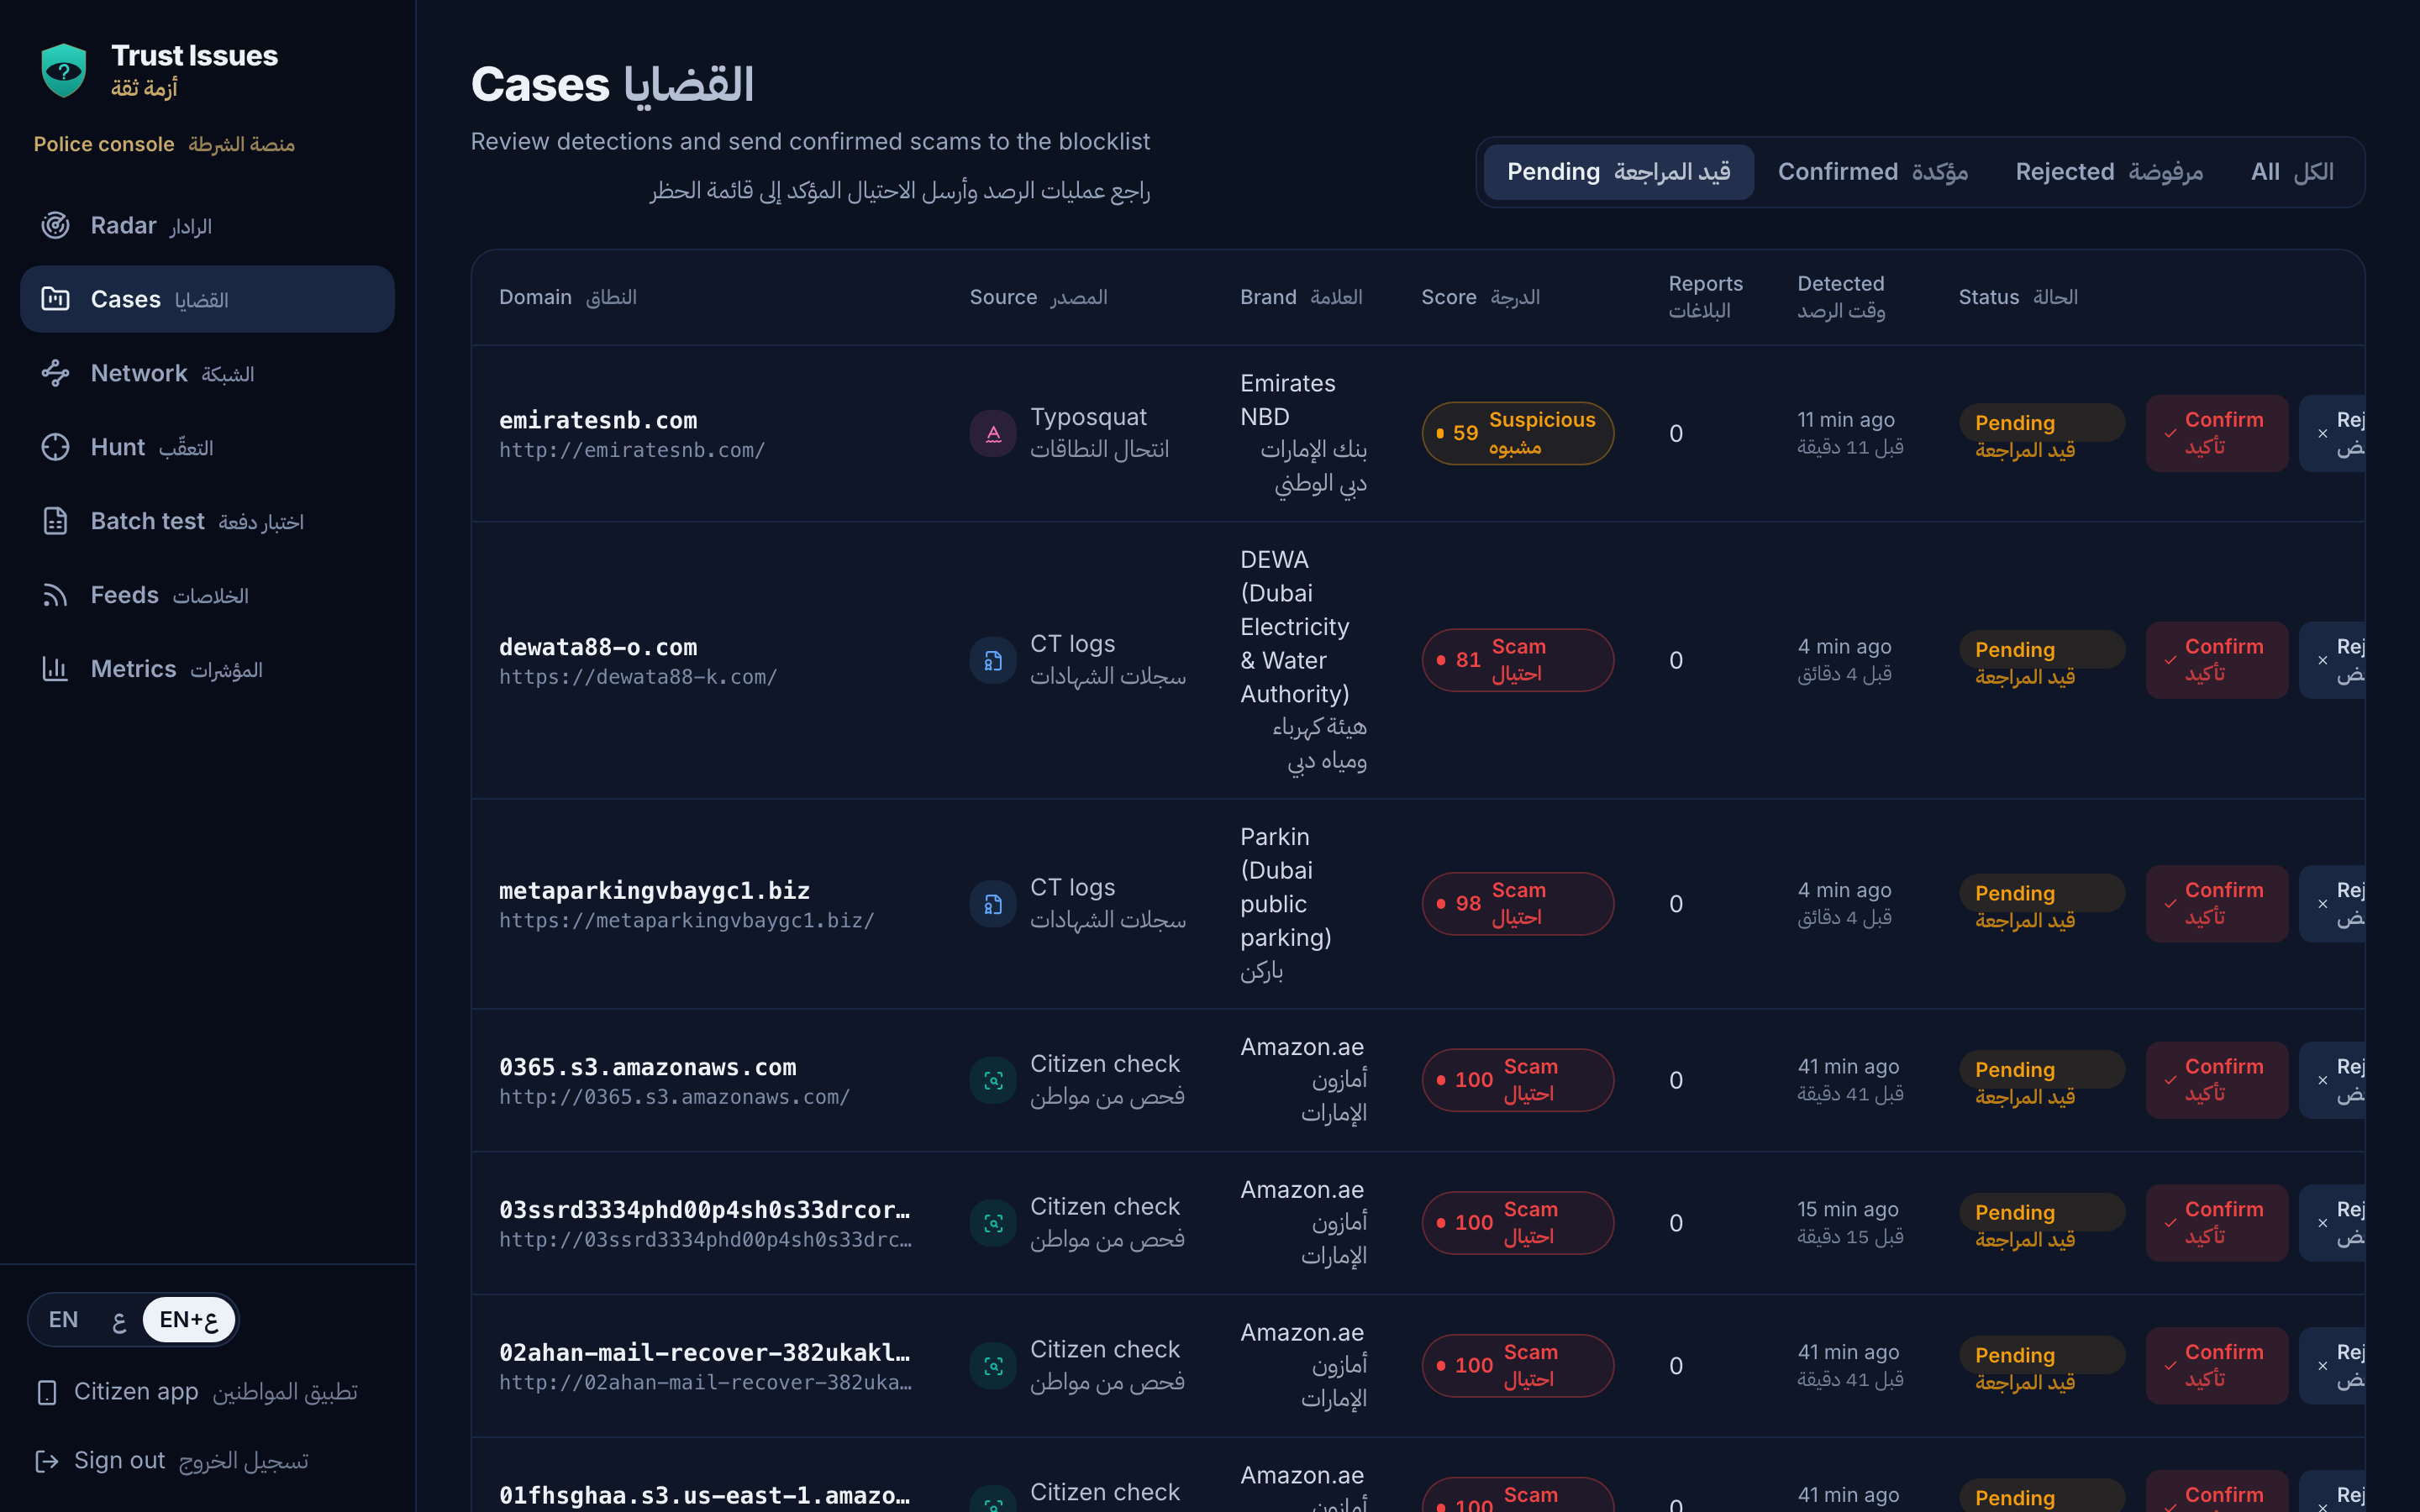 Trust Issues
أزمة ثقة
Police console منصة الشرطة
Radar الرادار
Cases القضايا
Network الشبكة
Hunt التعقّب
Batch test اختبار دفعة
Feeds الخلاصات
Metrics المؤشرات
EN ع EN+ع
Citizen app تطبيق المواطنين
Sign out تسجيل الخروج
Cases القضايا
Review detections and send confirmed scams to the blocklist
راجع عمليات الرصد وأرسل الاحتيال المؤكد إلى قائمة الحظر
Pending قيد المراجعة Confirmed مؤكدة Rejected مرفوضة All الكل
Domain النطاق Source المصدر Brand العلامة Score الدرجة Reports البلاغات Detected وقت الرصد Status الحالة
emiratesnb.com
http://emiratesnb.com/
Typosquat
انتحال النطاقات
Emirates
NBD
بنك الإمارات
دبي الوطني
59 Suspicious
مشبوه
0
11 min ago
قبل 11 دقيقة
Pending
قيد المراجعة
Confirm
تأكيد
Rej
ض
dewata88-o.com
https://dewata88-k.com/
CT logs
سجلات الشهادات
DEWA
(Dubai
Electricity
& Water
Authority)
هيئة كهرباء
ومياه دبي
81 Scam
احتيال
0
4 min ago
قبل 4 دقائق
Pending
قيد المراجعة
Confirm
تأكيد
Rej
ض
metaparkingvbaygc1.biz
https://metaparkingvbaygc1.biz/
CT logs
سجلات الشهادات
Parkin
(Dubai
public
parking)
باركن
98 Scam
احتيال
0
4 min ago
قبل 4 دقائق
Pending
قيد المراجعة
Confirm
تأكيد
Rej
ض
0365.s3.amazonaws.com
http://0365.s3.amazonaws.com/
Citizen check
فحص من مواطن
Amazon.ae
أمازون
الإمارات
100 Scam
احتيال
0
41 min ago
قبل 41 دقيقة
Pending
قيد المراجعة
Confirm
تأكيد
Rej
ض
03ssrd3334phd00p4sh0s33drcor…
http://03ssrd3334phd00p4sh0s33drc…
Citizen check
فحص من مواطن
Amazon.ae
أمازون
الإمارات
100 Scam
احتيال
0
15 min ago
قبل 15 دقيقة
Pending
قيد المراجعة
Confirm
تأكيد
Rej
ض
02ahan-mail-recover-382ukakl…
http://02ahan-mail-recover-382uka…
Citizen check
فحص من مواطن
Amazon.ae
أمازون
الإمارات
100 Scam
احتيال
0
41 min ago
قبل 41 دقيقة
Pending
قيد المراجعة
Confirm
تأكيد
Rej
ض
01fhsghaa.s3.us-east-1.amazo…
Citizen check
Amazon.ae
أمازون
100 Scam
0
41 min ago
Pending
Confirm
Rej